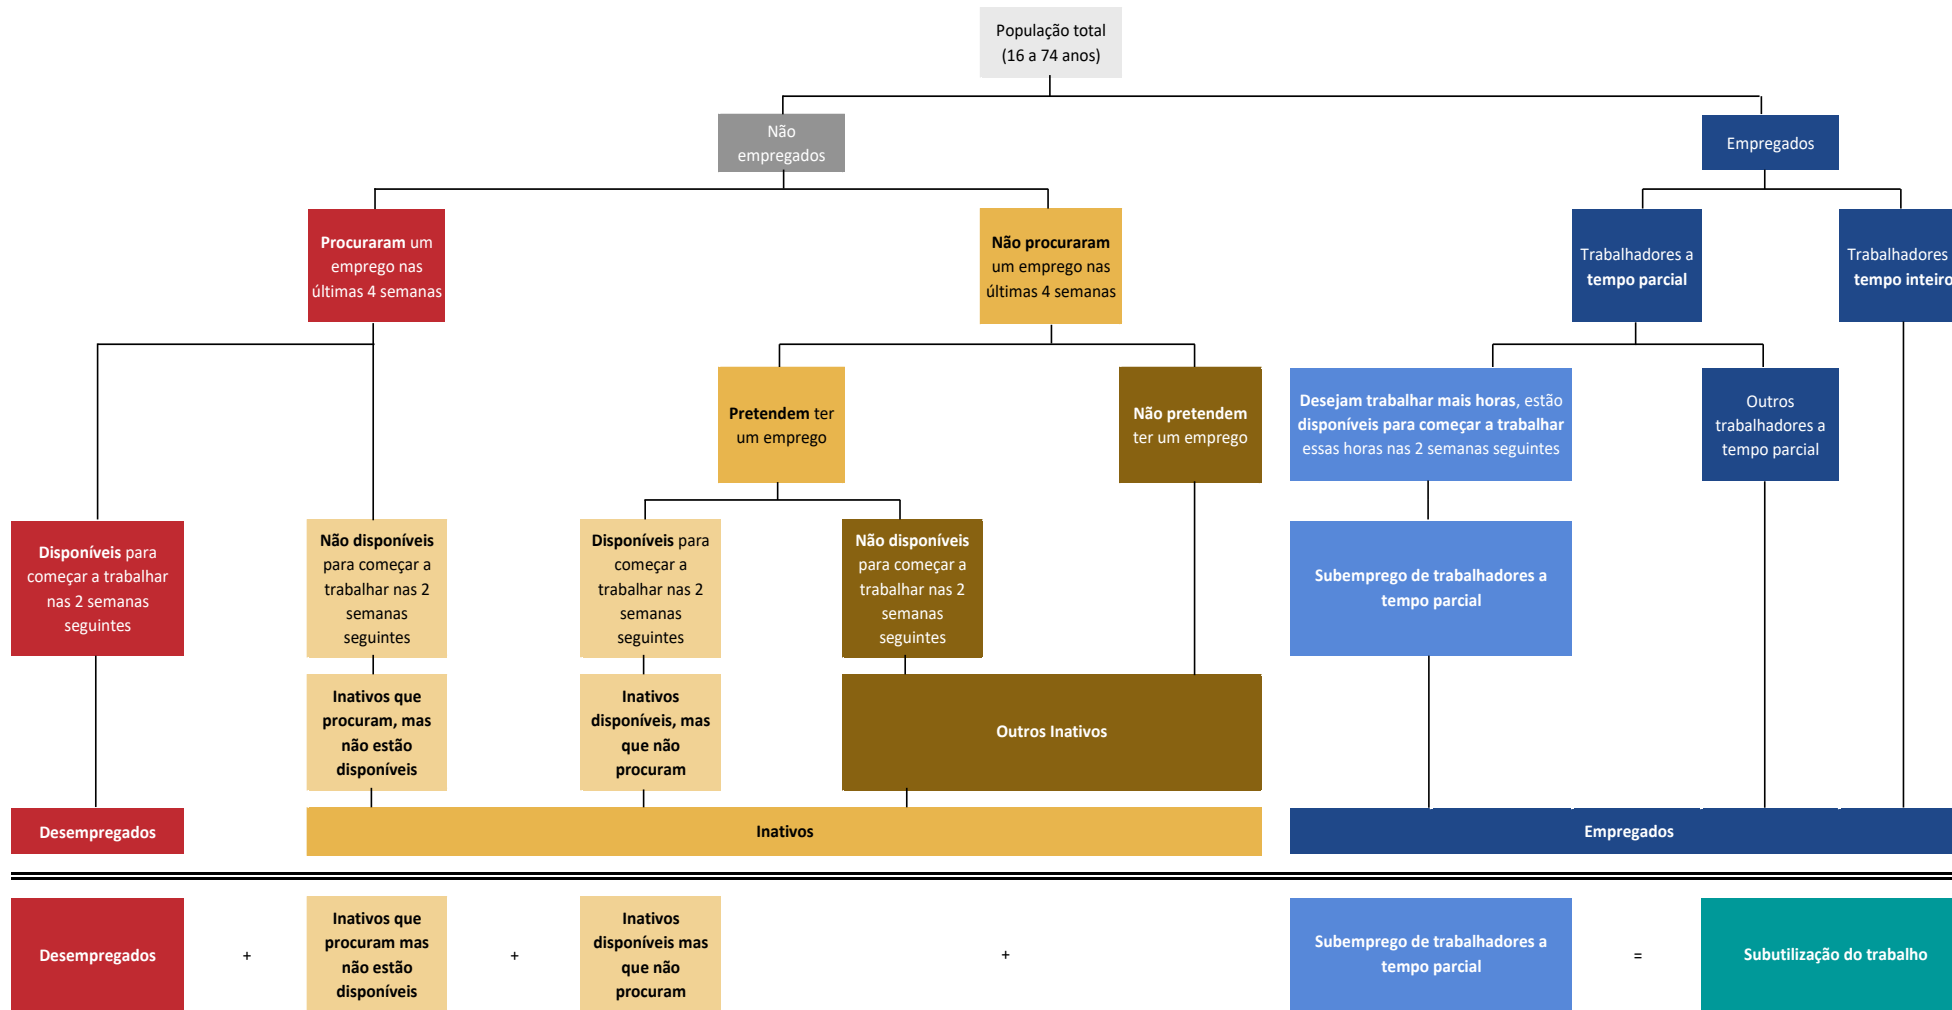 População total
(16 a 74 anos)
Não
empregados
Empregados
Procuraram um
emprego nas
últimas 4 semanas
Não procuraram
um emprego nas
últimas 4 semanas
Trabalhadores a
tempo parcial
Trabalhadores
tempo inteiro
Pretendem ter
um emprego
Não pretendem
ter um emprego
Desejam trabalhar mais horas, estão
disponíveis para começar a trabalhar
essas horas nas 2 semanas seguintes
Outros
trabalhadores a
tempo parcial
Disponíveis para
começar a trabalhar
nas 2 semanas
seguintes
Não disponíveis
para começar a
trabalhar nas 2
semanas
seguintes
Disponíveis para
começar a
trabalhar nas 2
semanas
seguintes
Não disponíveis
para começar a
trabalhar nas 2
semanas
seguintes
Subemprego de trabalhadores a
tempo parcial
Inativos que
procuram, mas
não estão
disponíveis
Inativos
disponíveis, mas
que não
procuram
Outros Inativos
Desempregados
Inativos
Empregados
Desempregados
+
Inativos que
procuram mas
não estão
disponíveis
+
Inativos
disponíveis mas
que não
procuram
+
Subemprego de trabalhadores a
tempo parcial
=
Subutilização do trabalho